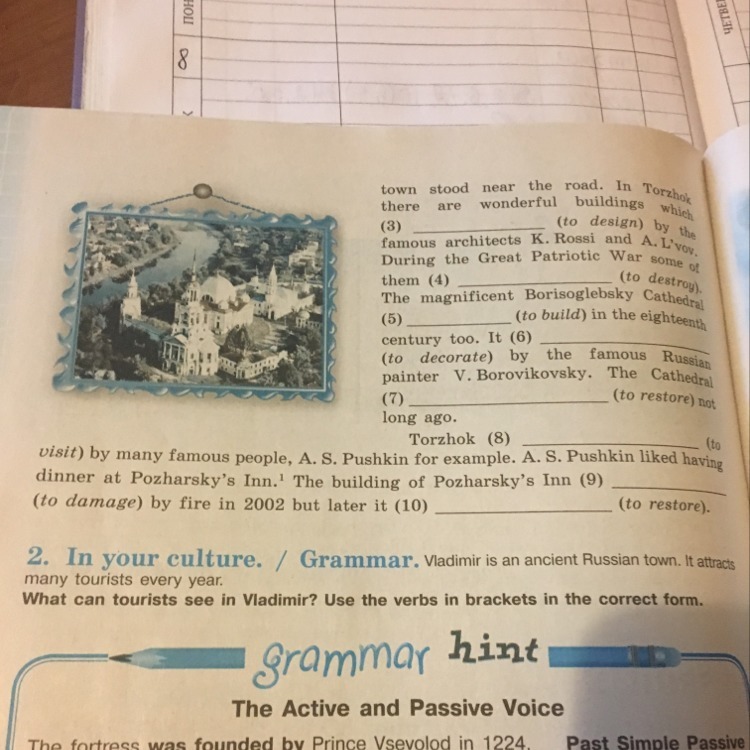 ПОН
8
ЧЕТВЕР
town stood near the road. In Torzhok
there are wonderful buildings which
(3) ____________ (to design) by the
famous architects K. Rossi and A. L'vov.
During the Great Patriotic War some of
them (4) ____________ (to destroy).
The magnificent Borisoglebsky Cathedral
(5) ____________ (to build) in the eighteenth
century too. It (6) ____________
(to decorate) by the famous Russian
painter V. Borovikovsky. The Cathedral
(7) ____________ (to restore) not
long ago.
Torzhok (8) ____________ (to
visit) by many famous people, A. S. Pushkin for example. A. S. Pushkin liked having
dinner at Pozharsky's Inn.¹ The building of Pozharsky's Inn (9) ____________
(to damage) by fire in 2002 but later it (10) ____________ (to restore).
2. In your culture. / Grammar. Vladimir is an ancient Russian town. It attracts
many tourists every year.
What can tourists see in Vladimir? Use the verbs in brackets in the correct form.
grammar hint
The Active and Passive Voice
The fortress was founded by Prince Vsevolod in 1224. Past Simple Passive